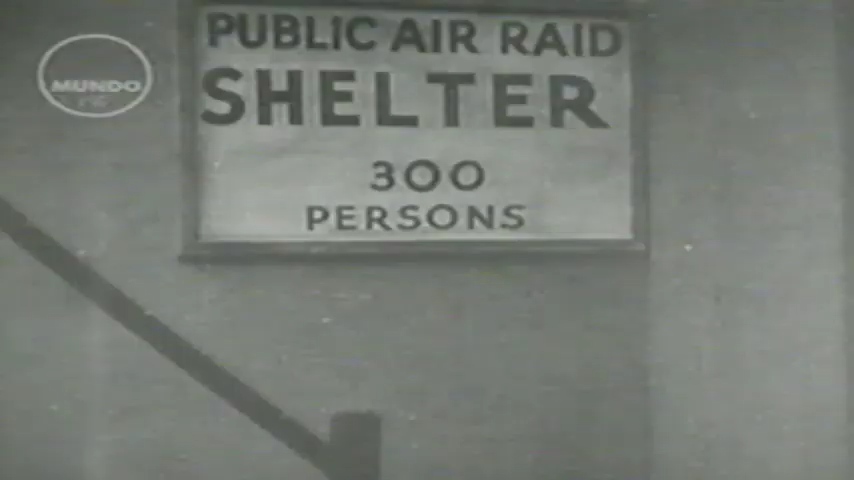 PUBLIC AIR RAID
SHELTER
300
PERSONS
MUNDO